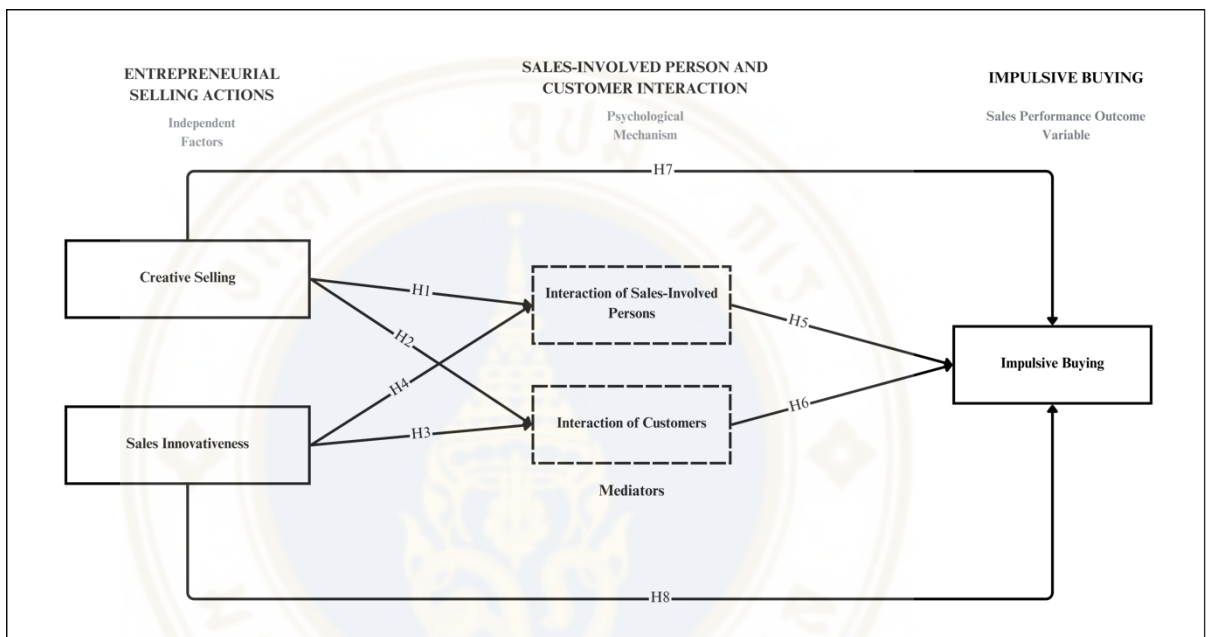 ENTREPRENEURIAL
SELLING ACTIONS
Independent
Factors
SALES-INVOLVED PERSON AND
CUSTOMER INTERACTION
Psychological
Mechanism
IMPULSIVE BUYING
Sales Performance Outcome
Variable
H7
Creative Selling
H1
H2
Interaction of Sales-Involved
Persons
H5
Impulsive Buying
H4
Sales Innovativeness
H3
Interaction of Customers
H6
Mediators
H8